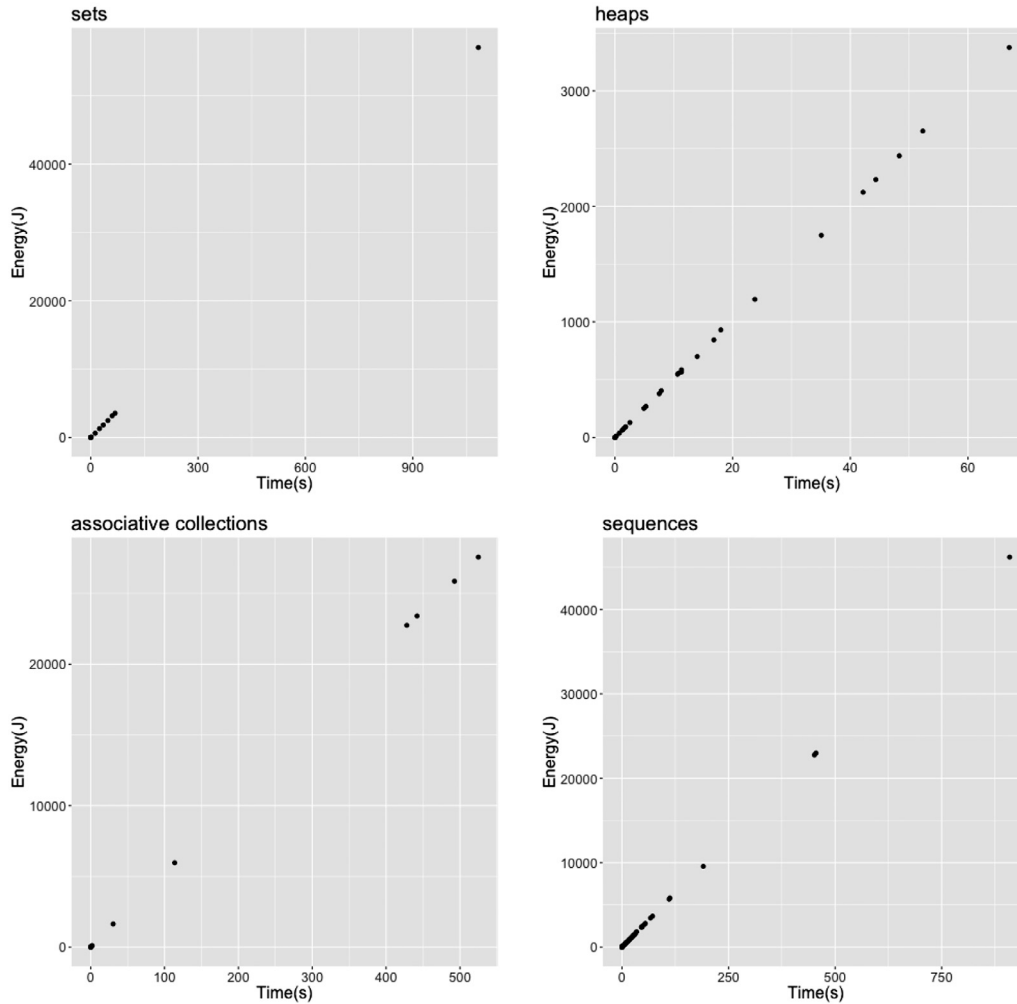 sets
Energy(J)
40000
20000
0
0 300 600 900
Time(s)
heaps
Energy(J)
3000
2000
1000
0
0 20 40 60
Time(s)
associative collections
Energy(J)
20000
10000
0
0 100 200 300 400 500
Time(s)
sequences
Energy(J)
40000
30000
20000
10000
0
0 250 500 750
Time(s)